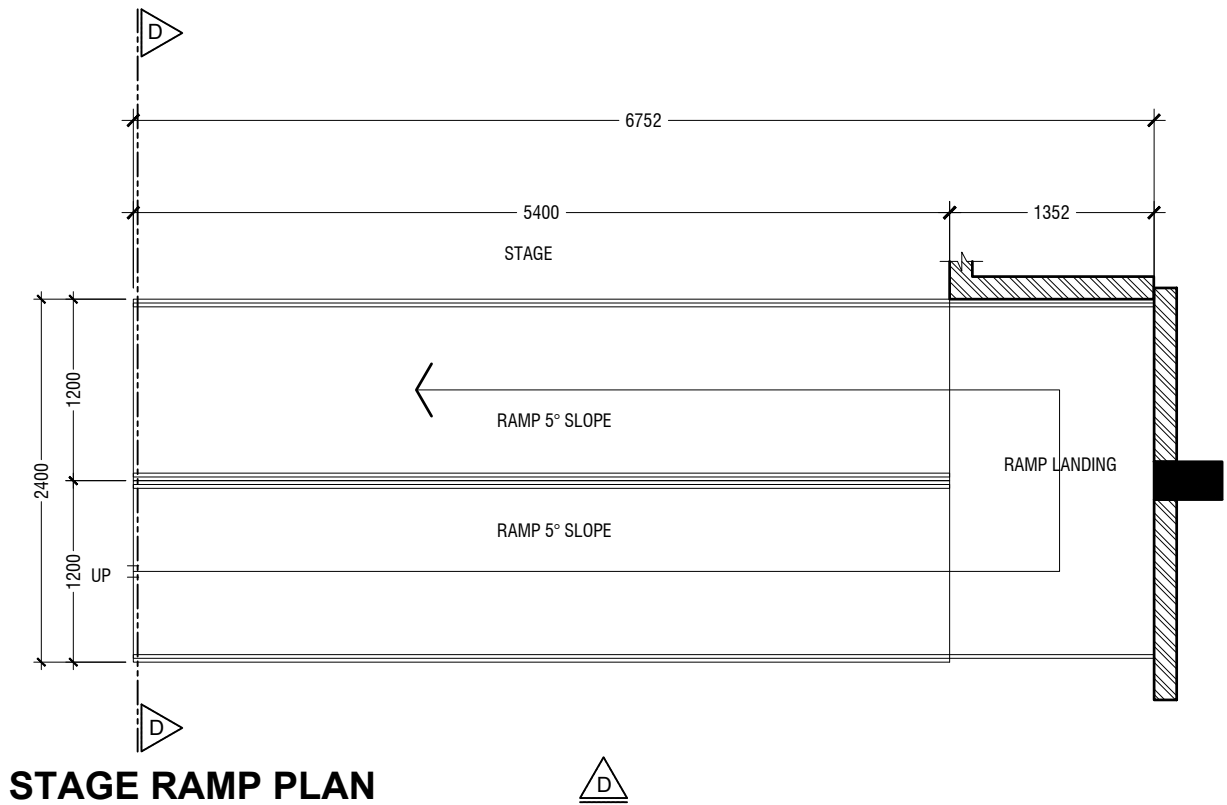 D
6752
5400
1352
STAGE
1200
2400
RAMP 5° SLOPE
RAMP LANDING
RAMP 5° SLOPE
1200
UP
D
STAGE RAMP PLAN
D